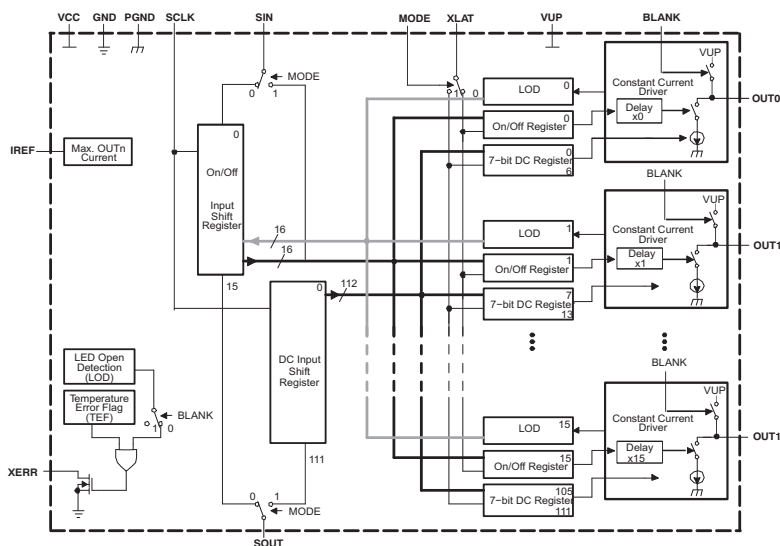 VCC GND PGND SCLK SIN MODE XLAT VUP BLANK
MODE
0 1
1 0
LOD 0
On/Off Register 0
7-bit DC Register 0
6
Constant Current
Driver
Delay
x0
VUP
OUT0
IREF
Max. OUTn
Current
0
On/Off
Input
Shift
Register
15
16
16
BLANK
LOD 1
On/Off Register 1
7-bit DC Register 7
13
Constant Current
Driver
Delay
x1
VUP
OUT1
0
112
DC Input
Shift
Register
111
LED Open
Detection
(LOD)
Temperature
Error Flag
(TEF)
BLANK
1 0
XERR
BLANK
LOD 15
On/Off Register 15
7-bit DC Register 105
111
Constant Current
Driver
Delay
x15
VUP
OUT1
0 1
MODE
SOUT